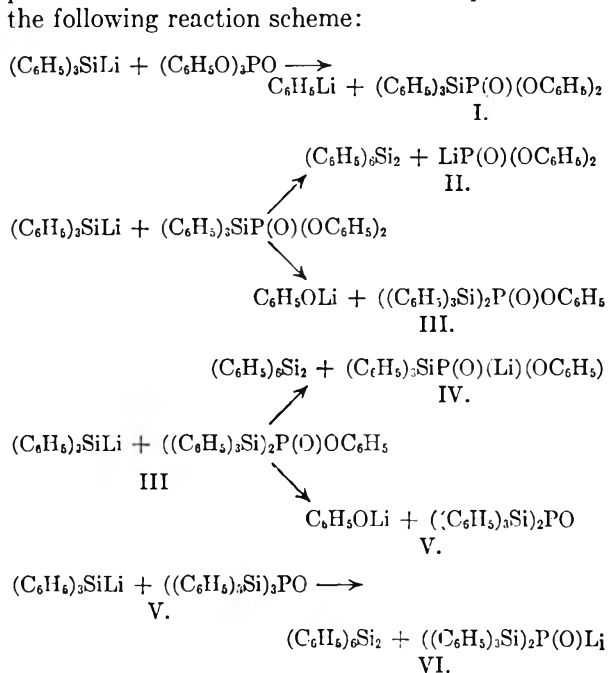 the following reaction scheme:
(C₆H₅)₃SiLi + (C₆H₅O)₃PO ⟶
C₆H₅Li + (C₆H₅)₃SiP(O)(OC₆H₅)₂
I.
(C₆H₅)₆Si₂ + LiP(O)(OC₆H₅)₂
II.
(C₆H₅)₃SiLi + (C₆H₅)₃SiP(O)(OC₆H₅)₂
C₆H₅OLi + ((C₆H₅)₃Si)₂P(O)OC₆H₅
III.
(C₆H₅)₆Si₂ + (C₆H₅)₃SiP(O)(Li)(OC₆H₅)
IV.
(C₆H₅)₃SiLi + ((C₆H₅)₃Si)₂P(O)OC₆H₅
III
C₆H₅OLi + ((C₆H₅)₃Si)₂PO
V.
(C₆H₅)₃SiLi + ((C₆H₅)₃Si)₃PO ⟶
V.
(C₆H₅)₆Si₂ + ((C₆H₅)₃Si)₂P(O)Li
VI.